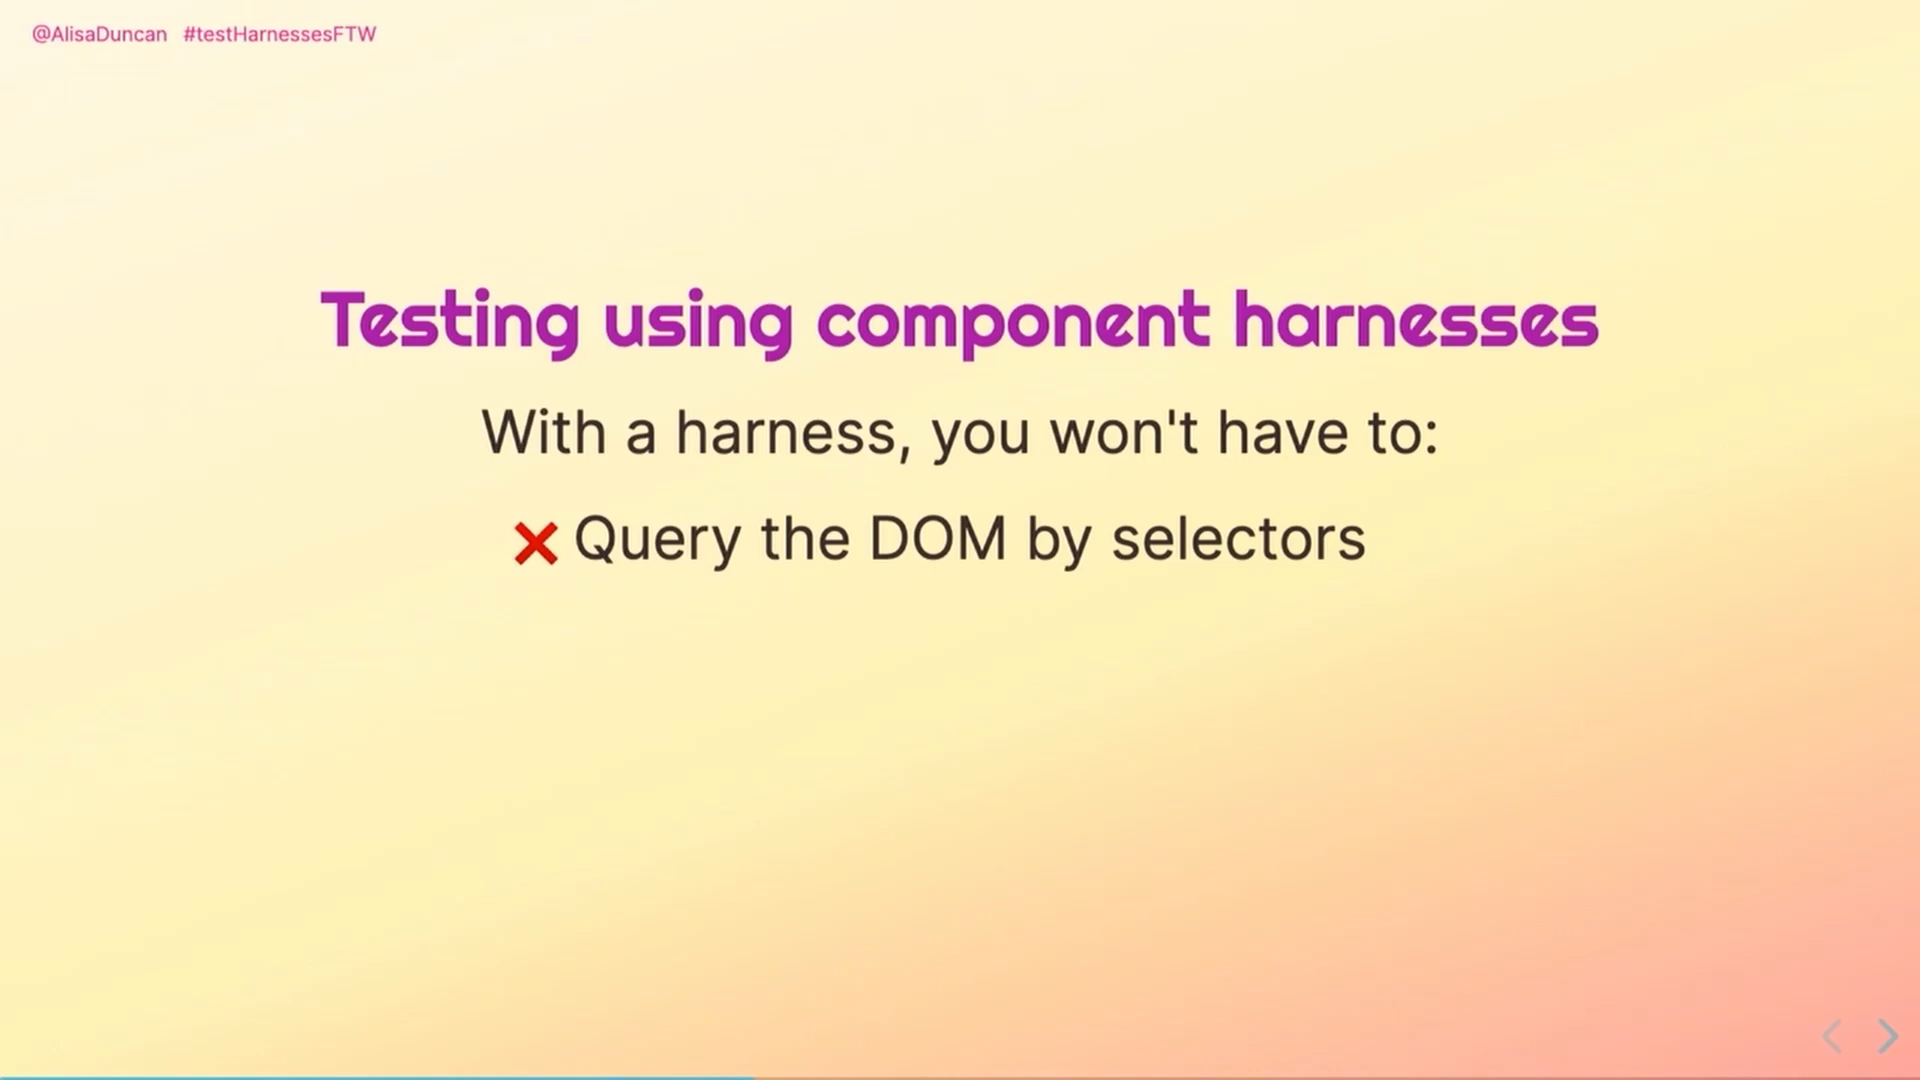 @AlisaDuncan #testHarnessesFTW
Testing using component harnesses
With a harness, you won't have to:
❌ Query the DOM by selectors